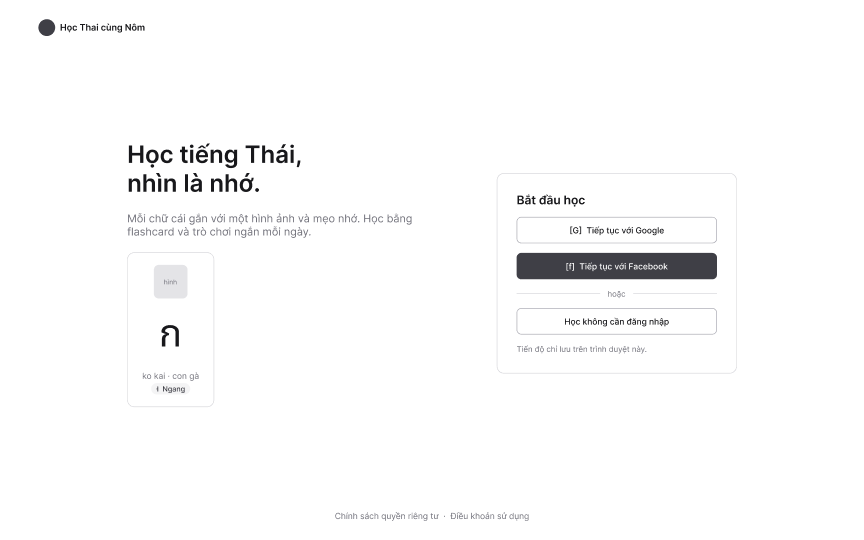 Học Thai cùng Nôm
Học tiếng Thái,
nhìn là nhớ.
Mỗi chữ cái gắn với một hình ảnh và mẹo nhớ. Học bằng
flashcard và trò chơi ngắn mỗi ngày.
hình
ก
ko kai · con gà
Ngang
Bắt đầu học
[G] Tiếp tục với Google
[f] Tiếp tục với Facebook
hoặc
Học không cần đăng nhập
Tiến độ chỉ lưu trên trình duyệt này.
Chính sách quyền riêng tư · Điều khoản sử dụng